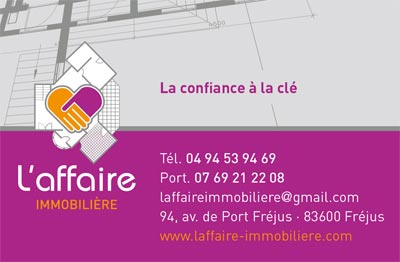 La confiance à la clé
L'affaire
IMMOBILIÈRE
Tél. 04 94 53 94 69
Port. 07 69 21 22 08
laffaireimmobiliere@gmail.com
94, av. de Port Fréjus · 83600 Fréjus
www.laffaire-immobiliere.com